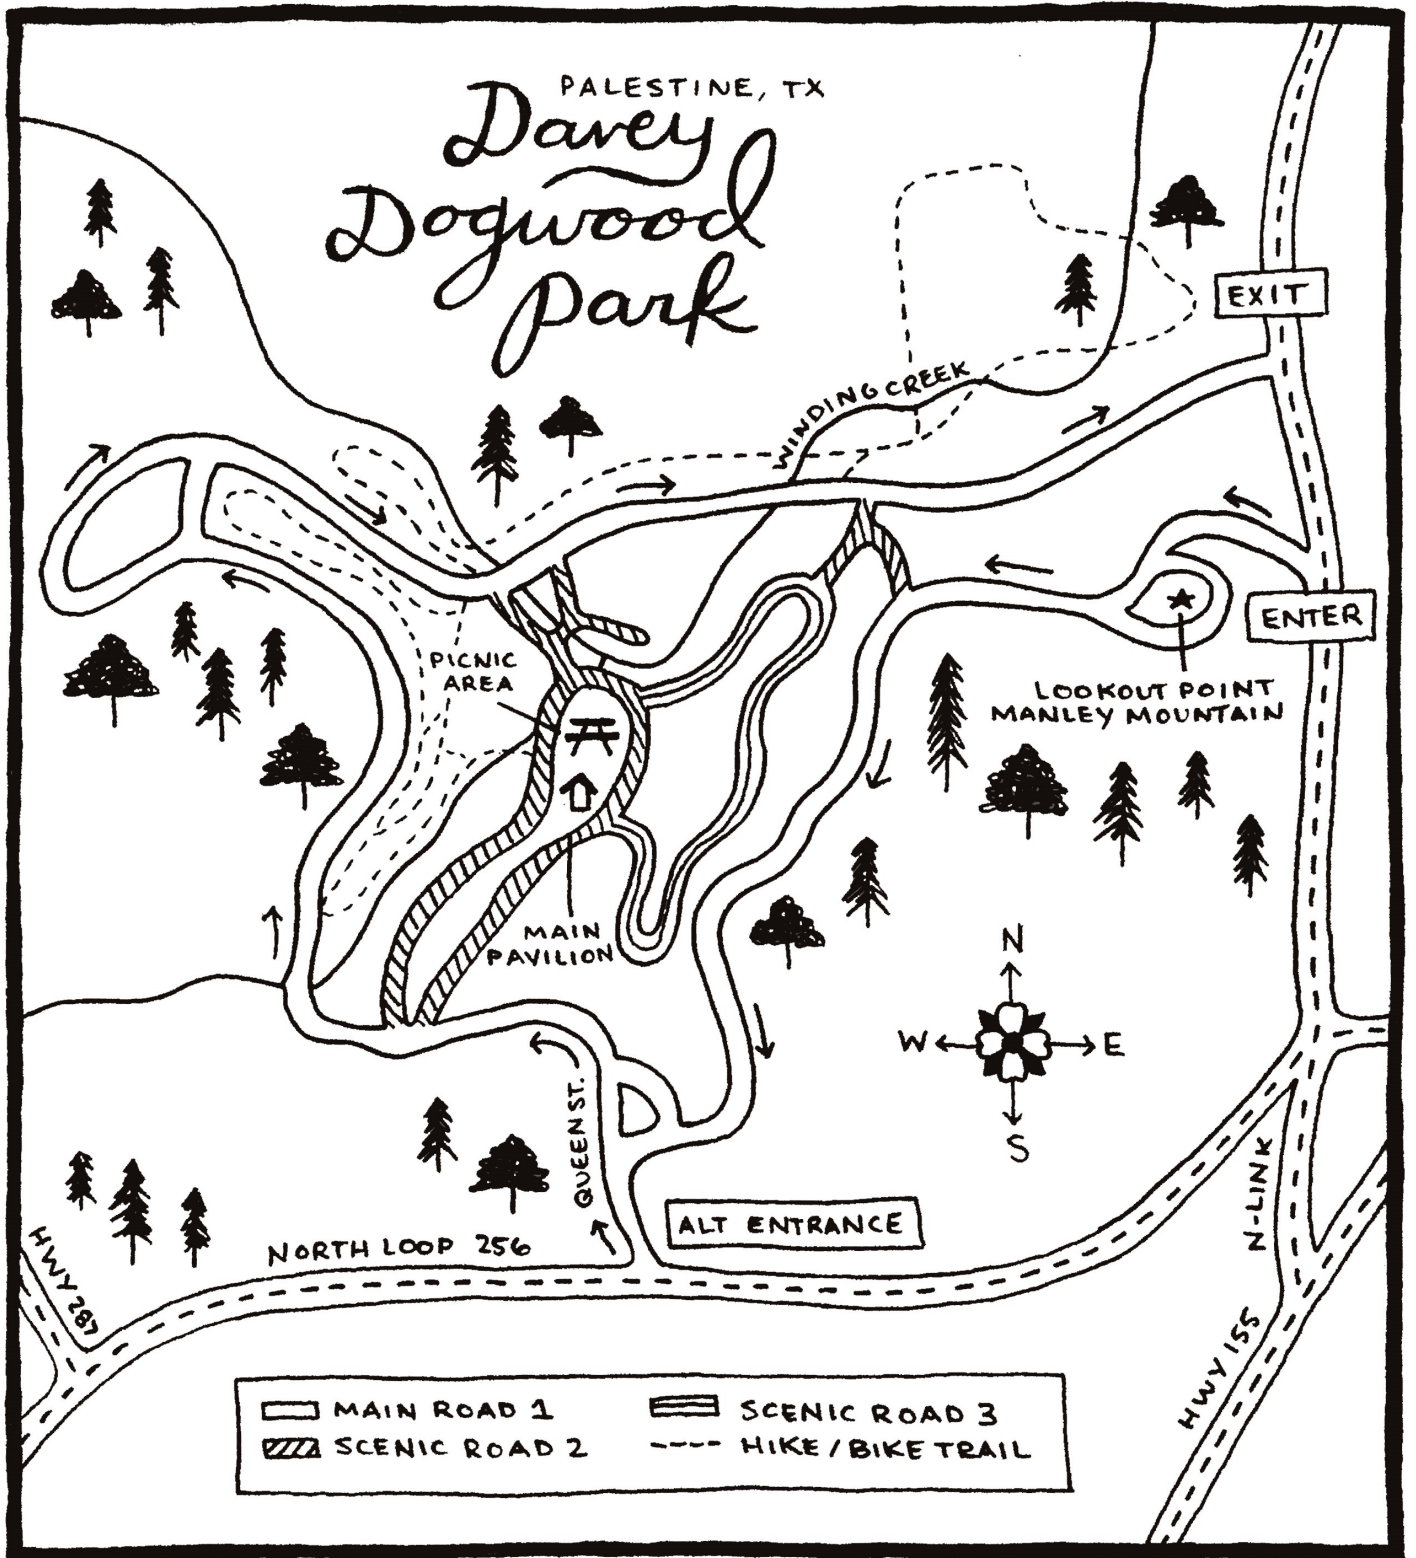 PALESTINE, TX
Davey
Dogwood
Park
EXIT
WINDING CREEK
ENTER
PICNIC
AREA
LOOKOUT POINT
MANLEY MOUNTAIN
MAIN
PAVILION
N
W
E
S
QUEEN ST.
N-LINK
ALT ENTRANCE
NORTH LOOP 256
HWY 287
HWY 155
MAIN ROAD 1
SCENIC ROAD 2
SCENIC ROAD 3
HIKE / BIKE TRAIL